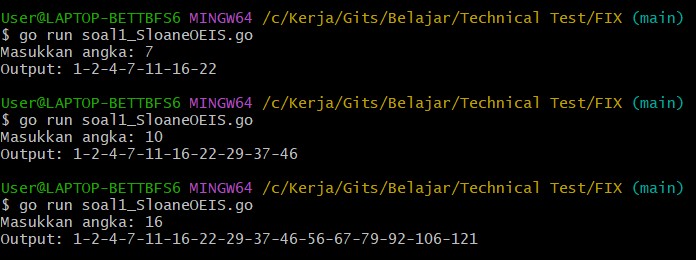 User@LAPTOP-BETTBFS6 MINGW64 /c/Kerja/Gits/Belajar/Technical Test/FIX (main)
$ go run soal1_SloaneOEIS.go
Masukkan angka: 7
Output: 1-2-4-7-11-16-22
User@LAPTOP-BETTBFS6 MINGW64 /c/Kerja/Gits/Belajar/Technical Test/FIX (main)
$ go run soal1_SloaneOEIS.go
Masukkan angka: 10
Output: 1-2-4-7-11-16-22-29-37-46
User@LAPTOP-BETTBFS6 MINGW64 /c/Kerja/Gits/Belajar/Technical Test/FIX (main)
$ go run soal1_SloaneOEIS.go
Masukkan angka: 16
Output: 1-2-4-7-11-16-22-29-37-46-56-67-79-92-106-121